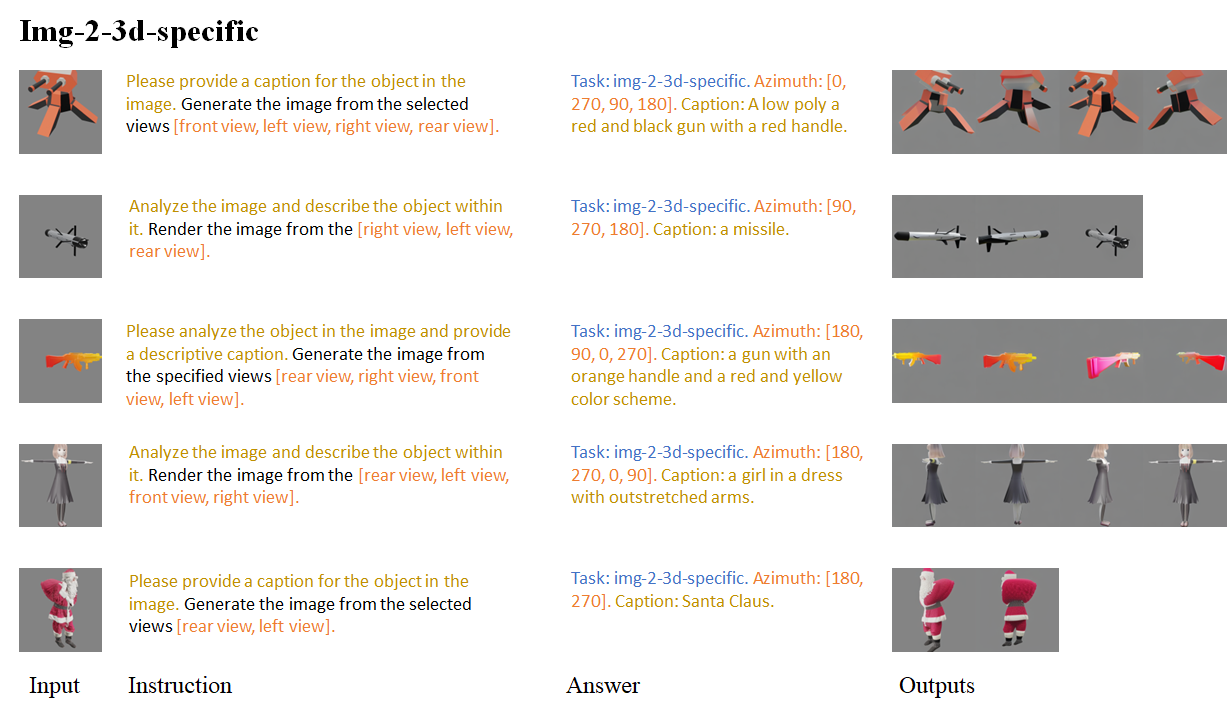 Img-2-3d-specific
Please provide a caption for the object in the
image. Generate the image from the selected
views [front view, left view, right view, rear view].
Task: img-2-3d-specific. Azimuth: [0,
270, 90, 180]. Caption: A low poly a
red and black gun with a red handle.
Analyze the image and describe the object within
it. Render the image from the [right view, left view,
rear view].
Task: img-2-3d-specific. Azimuth: [90,
270, 180]. Caption: a missile.
Please analyze the object in the image and provide
a descriptive caption. Generate the image from
the specified views [rear view, right view, front
view, left view].
Task: img-2-3d-specific. Azimuth: [180,
90, 0, 270]. Caption: a gun with an
orange handle and a red and yellow
color scheme.
Analyze the image and describe the object within
it. Render the image from the [rear view, left view,
front view, right view].
Task: img-2-3d-specific. Azimuth: [180,
270, 0, 90]. Caption: a girl in a dress
with outstretched arms.
Please provide a caption for the object in the
image. Generate the image from the selected
views [rear view, left view].
Task: img-2-3d-specific. Azimuth: [180,
270]. Caption: Santa Claus.
Input
Instruction
Answer
Outputs